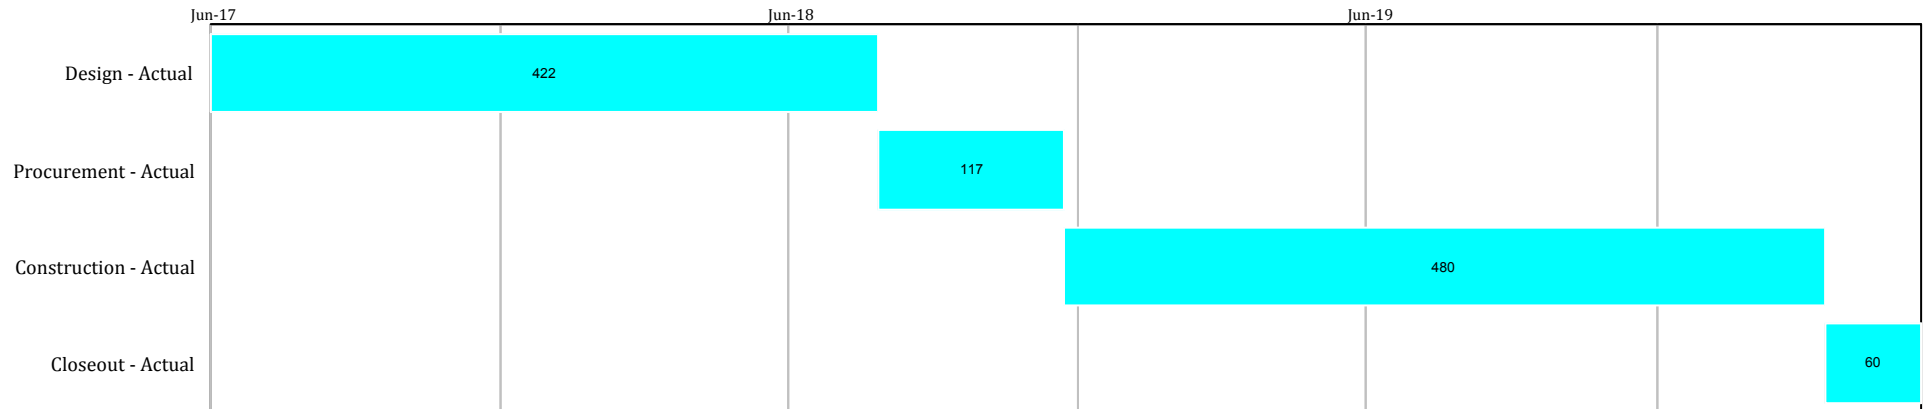 Jun-17 Jun-18 Jun-19
Design - Actual 422
Procurement - Actual 117
Construction - Actual 480
Closeout - Actual 60